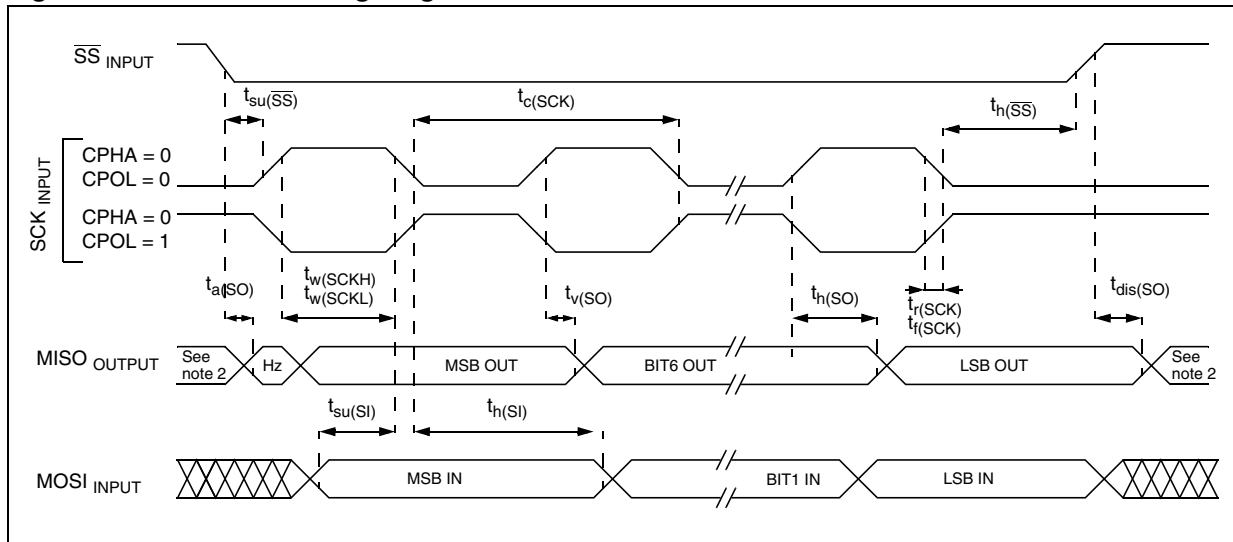 SS INPUT
tsu(SS)
tc(SCK)
th(SS)
SCK INPUT
CPHA = 0
CPOL = 0
CPHA = 0
CPOL = 1
ta(SO)
tw(SCKH)
tw(SCKL)
tv(SO)
th(SO)
tr(SCK)
tf(SCK)
tdis(SO)
MISO OUTPUT
See
note 2
Hz
MSB OUT
BIT6 OUT
LSB OUT
See
note 2
tsu(SI)
th(SI)
MOSI INPUT
MSB IN
BIT1 IN
LSB IN